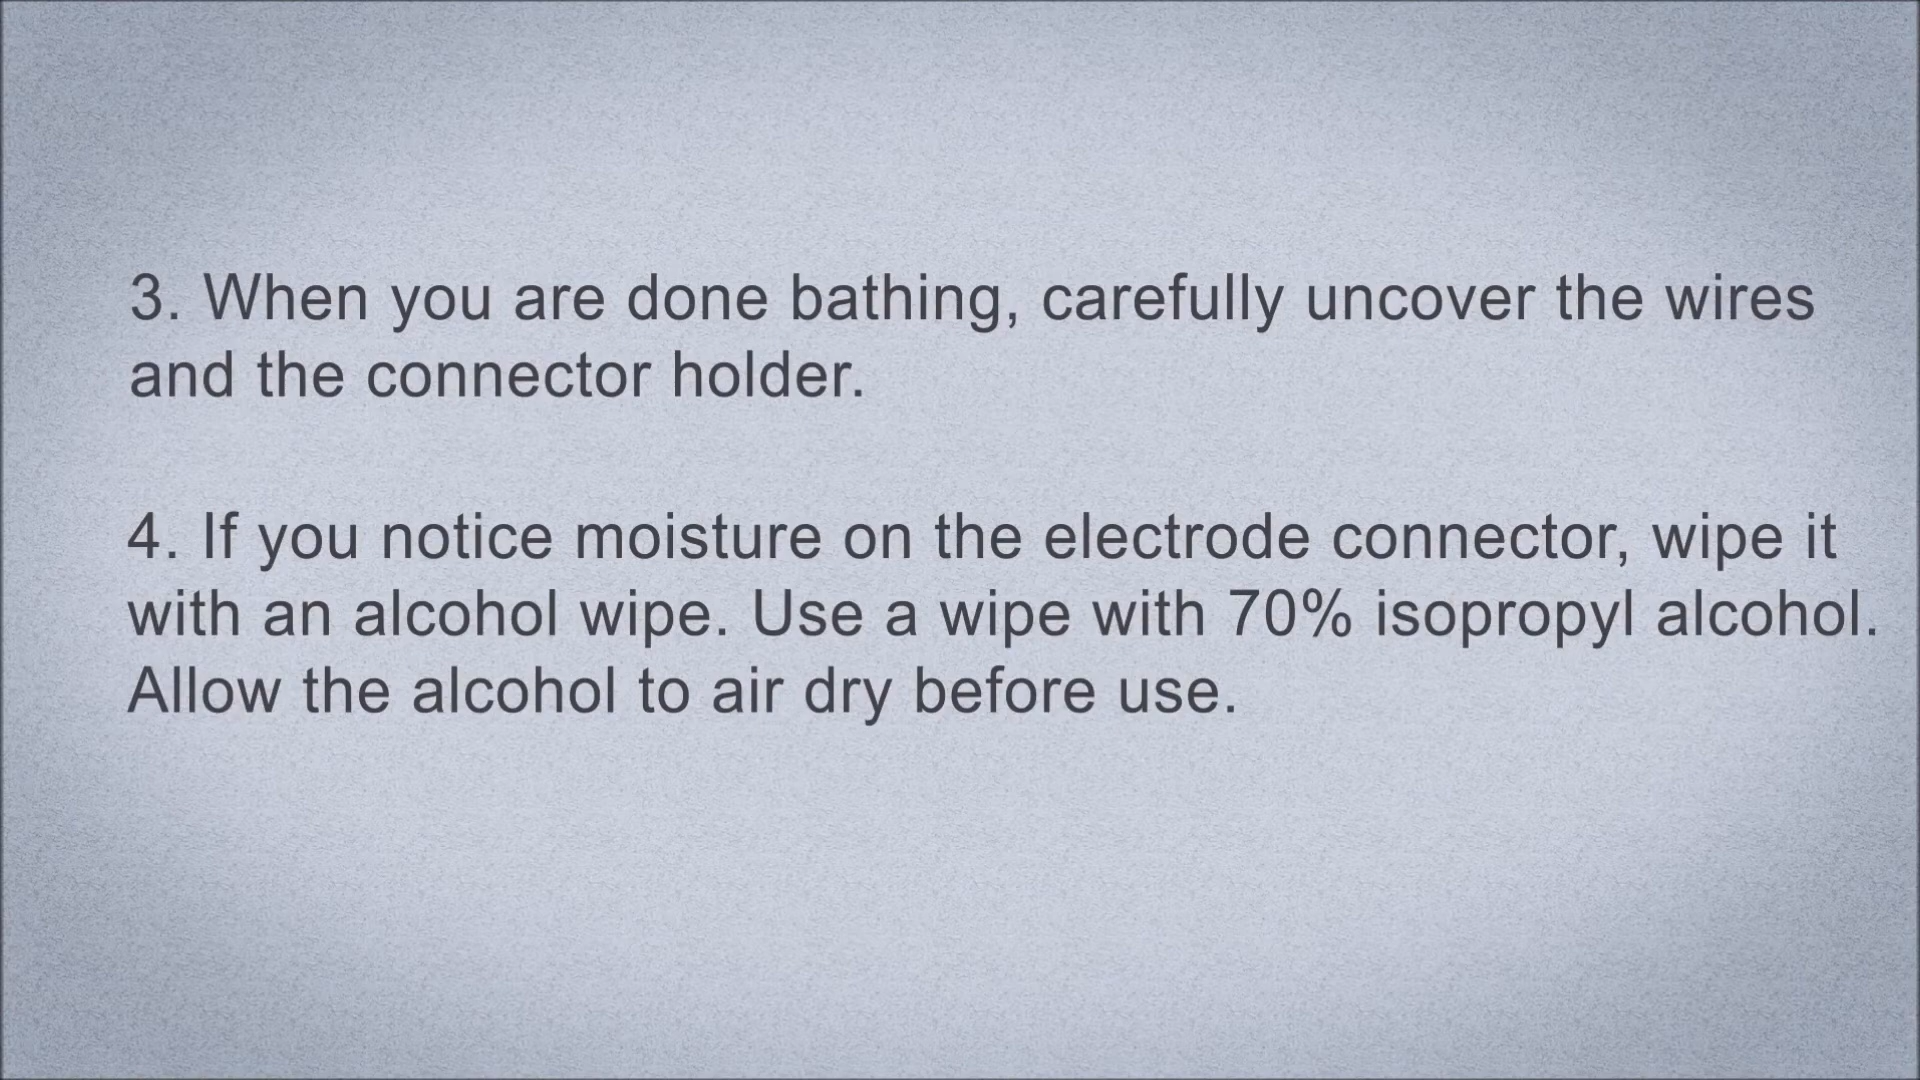 3. When you are done bathing, carefully uncover the wires
and the connector holder.
4. If you notice moisture on the electrode connector, wipe it
with an alcohol wipe. Use a wipe with 70% isopropyl alcohol.
Allow the alcohol to air dry before use.